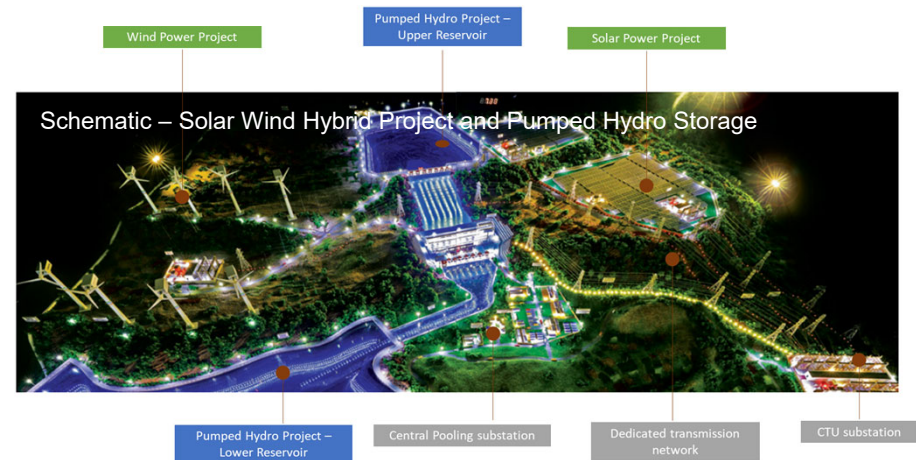 Wind Power Project
Pumped Hydro Project –
Upper Reservoir
Solar Power Project
Schematic – Solar Wind Hybrid Project and Pumped Hydro Storage
Pumped Hydro Project –
Lower Reservoir
Central Pooling substation
Dedicated transmission
network
CTU substation